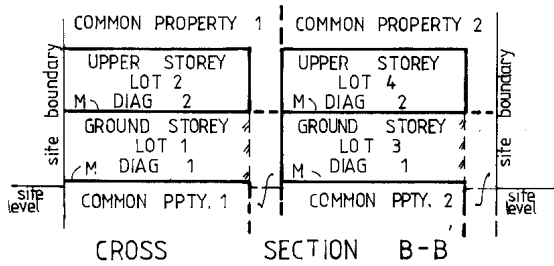 COMMON PROPERTY 1 COMMON PROPERTY 2
UPPER STOREY UPPER STOREY
LOT 2 LOT 4
M DIAG 2 M DIAG 2
boundary boundary
GROUND STOREY GROUND STOREY
LOT 1 LOT 3
M DIAG 1 M DIAG 1
site site
site level COMMON PPTY. 1 COMMON PPTY. 2 site level
CROSS SECTION B-B